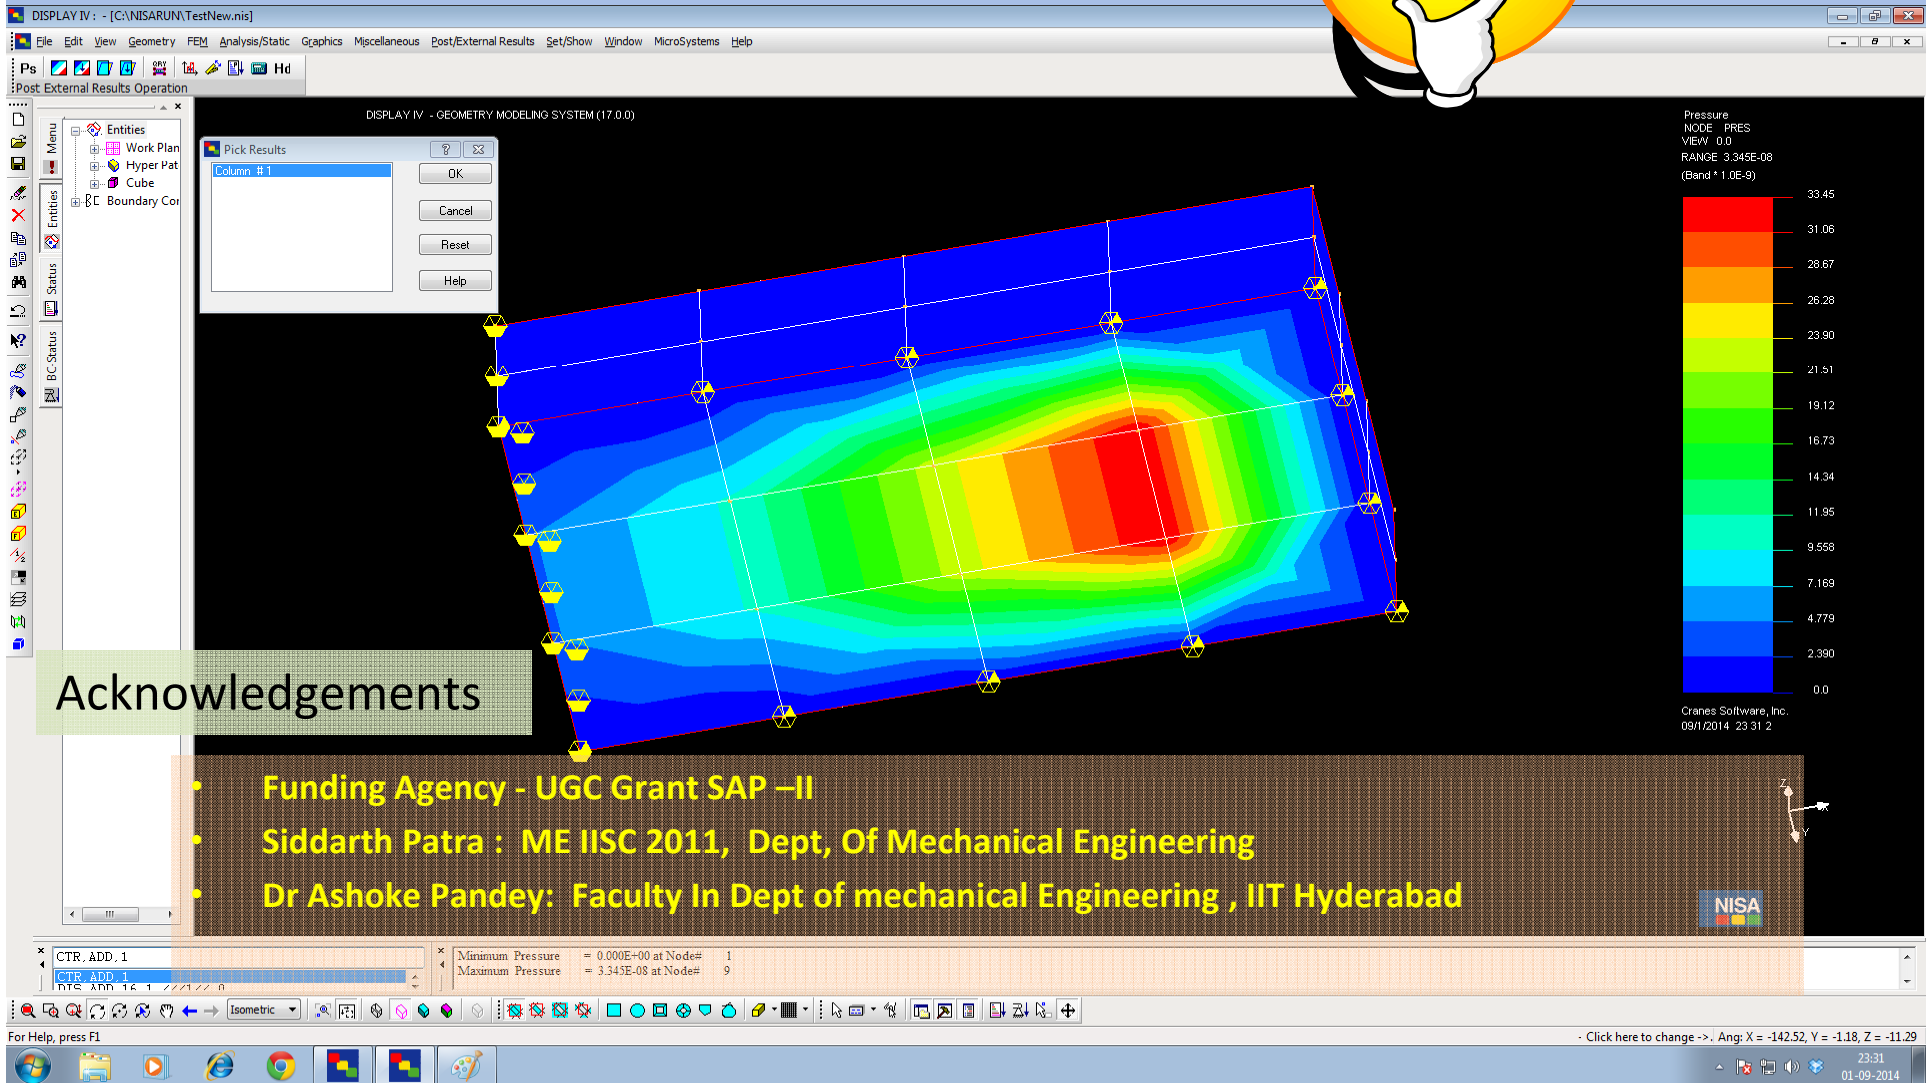 DISPLAY IV : - [C:\NISARUN\TestNew.nis]
File Edit View Geometry FEM Analysis/Static Graphics Miscellaneous Post/External Results Set/Show Window MicroSystems Help
Ps Hd
Post External Results Operation
Menu
Entities
Status
BC-Status
Entities
Work Plan
Hyper Pat
Cube
Boundary Cor
DISPLAY IV - GEOMETRY MODELING SYSTEM (17.0.0)
Pick Results
Column # 1
OK
Cancel
Reset
Help
Pressure
NODE PRES
VIEW 0.0
RANGE 3.345E-08
(Band * 1.0E-9)
33.45
31.06
28.67
26.28
23.90
21.51
19.12
16.73
14.34
11.95
9.558
7.169
4.779
2.390
0.0
Cranes Software, Inc.
09/1/2014 23 31 2
Z
X
Y
Acknowledgements
• Funding Agency - UGC Grant SAP –II
• Siddarth Patra : ME IISC 2011, Dept, Of Mechanical Engineering
• Dr Ashoke Pandey: Faculty In Dept of mechanical Engineering , IIT Hyderabad
NISA
CTR,ADD,1
CTR,ADD,1
Minimum Pressure = 0.000E+00 at Node# 1
Maximum Pressure = 3.345E-08 at Node# 9
Isometric
For Help, press F1
- Click here to change ->. Ang: X = -142.52, Y = -1.18, Z = -11.29
23:31
01-09-2014